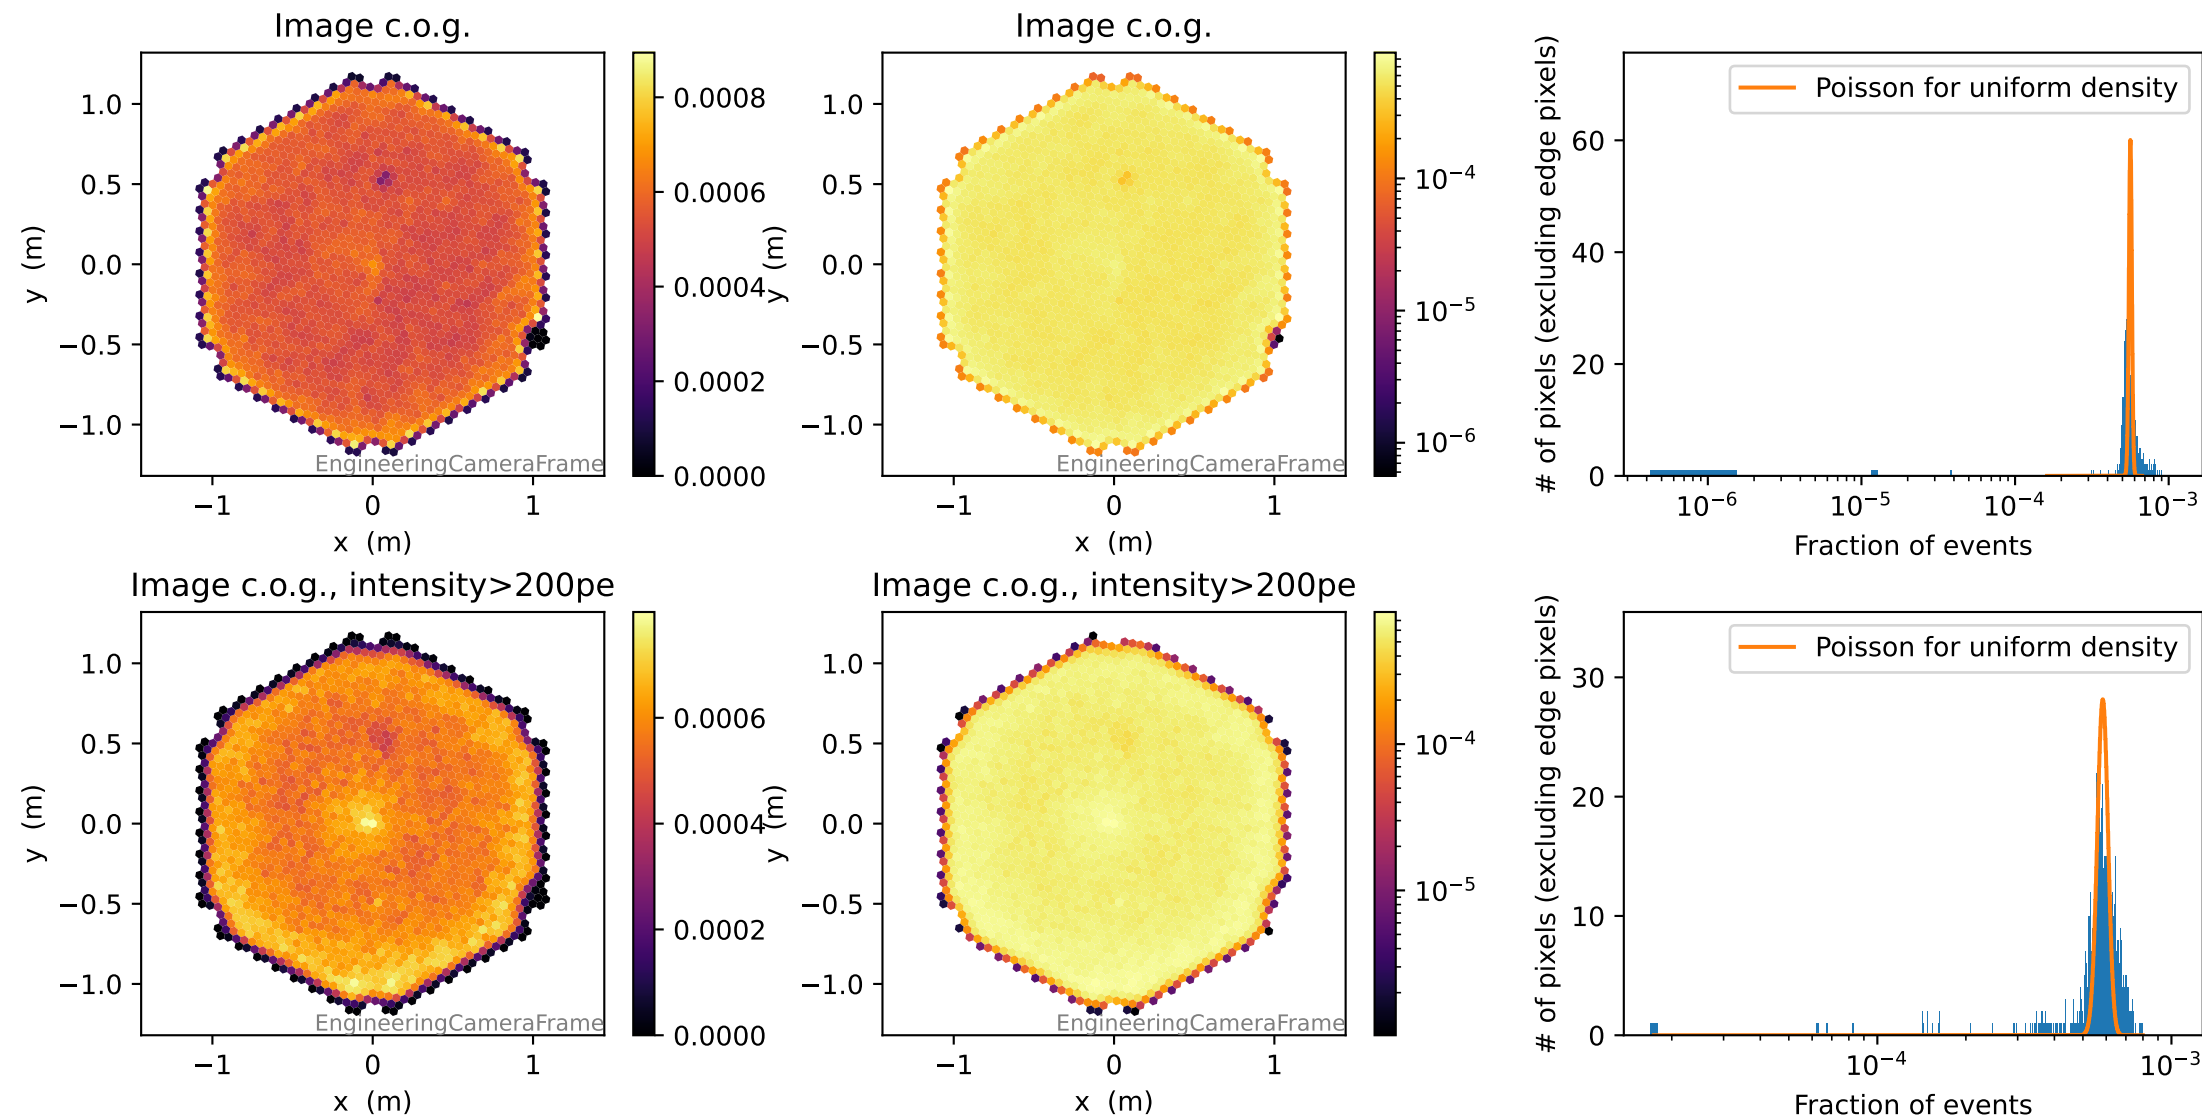 Image c.o.g.
1.0
0.5
0.0
−0.5
−1.0
y (m)
−1
0
1
x (m)
EngineeringCameraFrame
0.0008
0.0006
0.0004
0.0002
0.0000
Image c.o.g.
1.0
0.5
0.0
−0.5
−1.0
y (m)
−1
0
1
x (m)
EngineeringCameraFrame
10⁻⁴
10⁻⁵
10⁻⁶
# of pixels (excluding edge pixels)
60
40
20
0
Poisson for uniform density
10⁻⁶
10⁻⁵
10⁻⁴
10⁻³
Fraction of events
Image c.o.g., intensity>200pe
1.0
0.5
0.0
−0.5
−1.0
y (m)
−1
0
1
x (m)
EngineeringCameraFrame
0.0006
0.0004
0.0002
0.0000
Image c.o.g., intensity>200pe
1.0
0.5
0.0
−0.5
−1.0
y (m)
−1
0
1
x (m)
EngineeringCameraFrame
10⁻⁴
10⁻⁵
# of pixels (excluding edge pixels)
30
20
10
0
Poisson for uniform density
10⁻⁴
10⁻³
Fraction of events